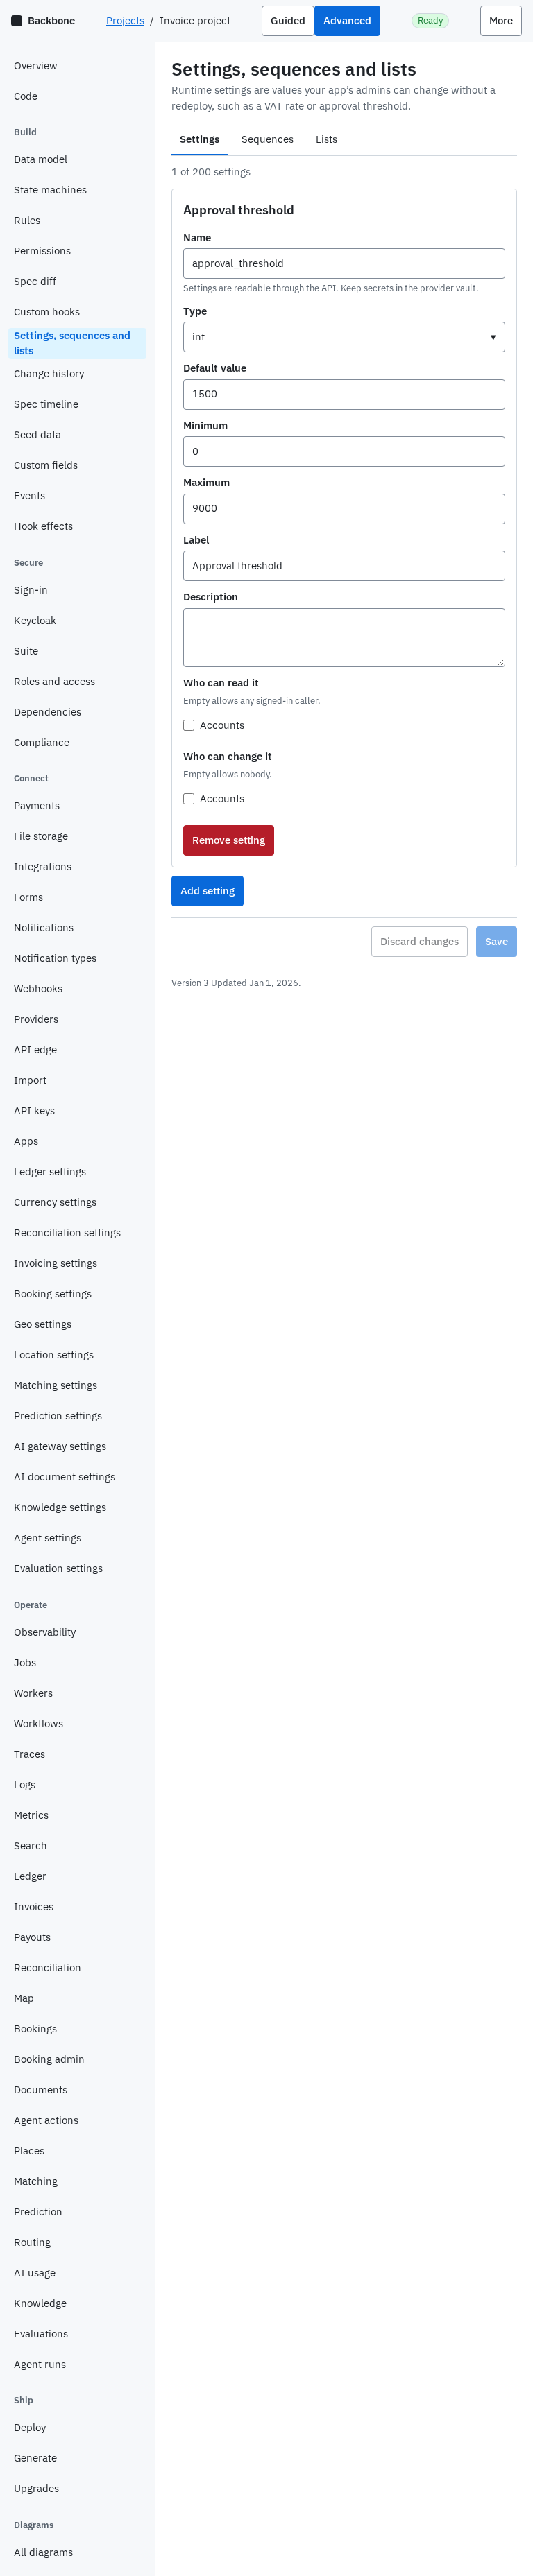 Backbone
Projects / Invoice project
Guided
Advanced
Ready
More
Overview
Code
Build
Data model
State machines
Rules
Permissions
Spec diff
Custom hooks
Settings, sequences and
lists
Change history
Spec timeline
Seed data
Custom fields
Events
Hook effects
Secure
Sign-in
Keycloak
Suite
Roles and access
Dependencies
Compliance
Connect
Payments
File storage
Integrations
Forms
Notifications
Notification types
Webhooks
Providers
API edge
Import
API keys
Apps
Ledger settings
Currency settings
Reconciliation settings
Invoicing settings
Booking settings
Geo settings
Location settings
Matching settings
Prediction settings
AI gateway settings
AI document settings
Knowledge settings
Agent settings
Evaluation settings
Operate
Observability
Jobs
Workers
Workflows
Traces
Logs
Metrics
Search
Ledger
Invoices
Payouts
Reconciliation
Map
Bookings
Booking admin
Documents
Agent actions
Places
Matching
Prediction
Routing
AI usage
Knowledge
Evaluations
Agent runs
Ship
Deploy
Generate
Upgrades
Diagrams
All diagrams
Settings, sequences and lists
Runtime settings are values your app’s admins can change without a
redeploy, such as a VAT rate or approval threshold.
Settings
Sequences
Lists
1 of 200 settings
Approval threshold
Name
approval_threshold
Settings are readable through the API. Keep secrets in the provider vault.
Type
int
Default value
1500
Minimum
0
Maximum
9000
Label
Approval threshold
Description
Who can read it
Empty allows any signed-in caller.
Accounts
Who can change it
Empty allows nobody.
Accounts
Remove setting
Add setting
Discard changes
Save
Version 3 Updated Jan 1, 2026.